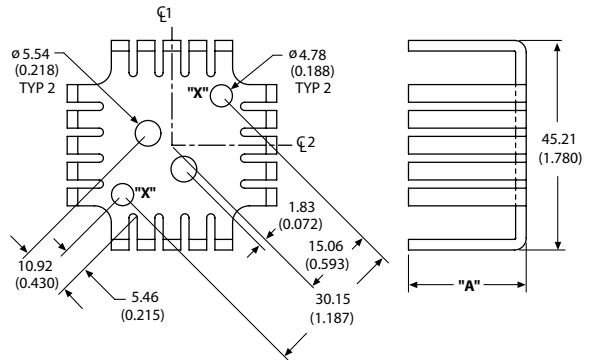 ℄1
ø 5.54
(0.218)
TYP 2
ø 4.78
(0.188)
TYP 2
"X"
℄2
45.21
(1.780)
"X"
1.83
(0.072)
15.06
(0.593)
10.92
(0.430)
5.46
(0.215)
30.15
(1.187)
"A"